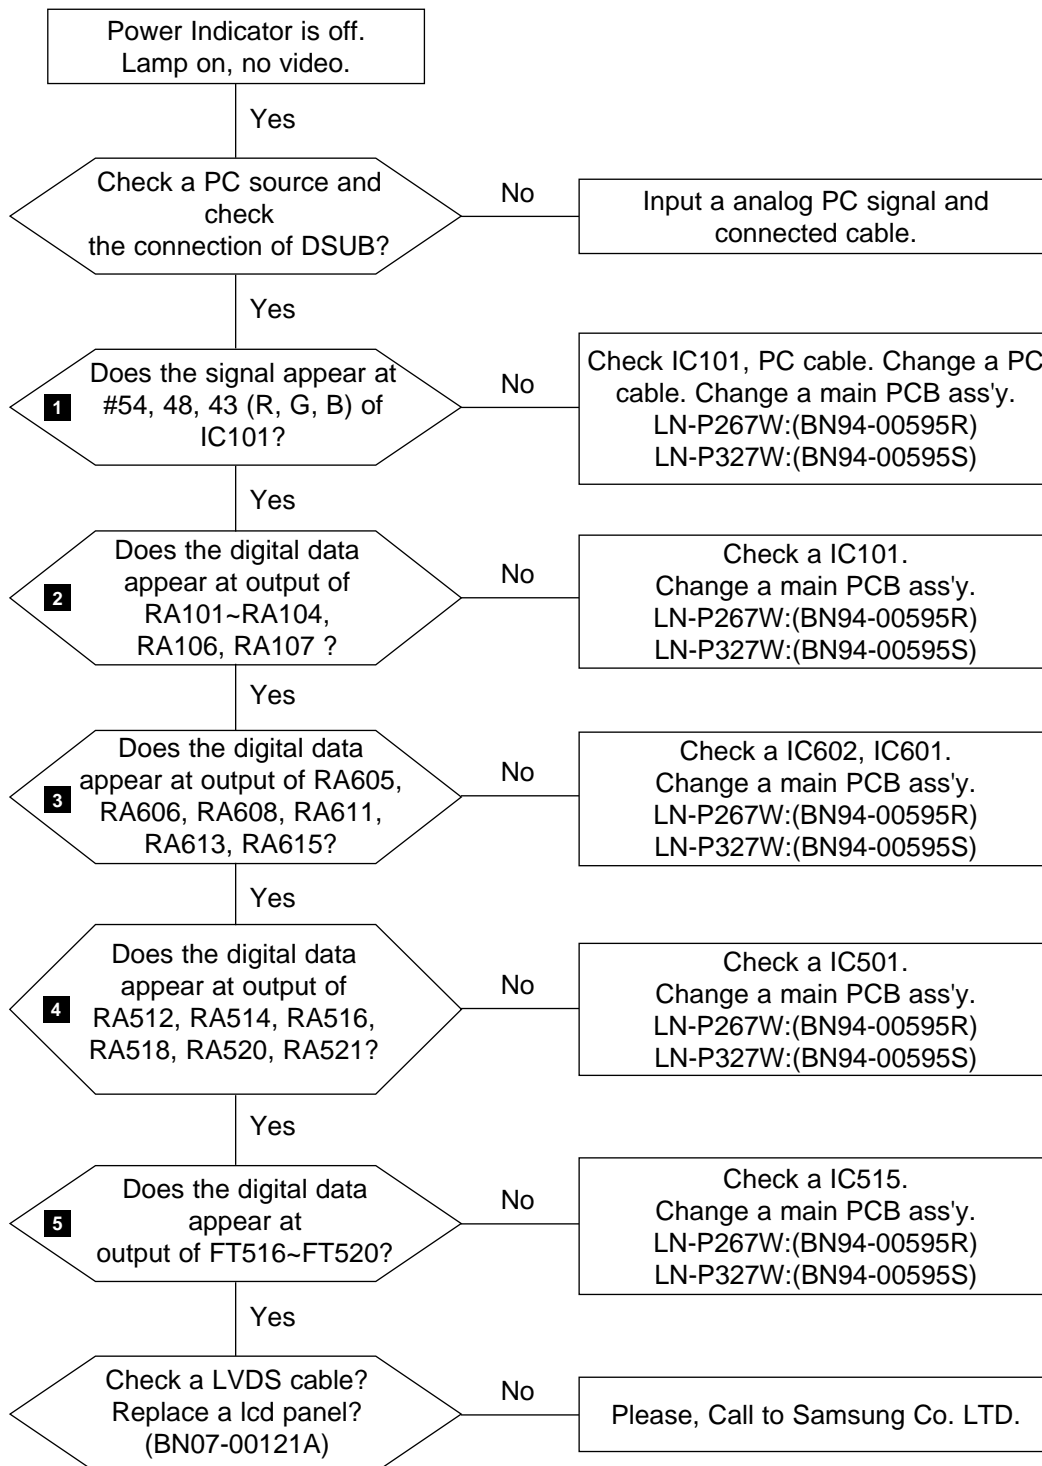 Power Indicator is off.
Lamp on, no video.
Yes
Check a PC source and
check
the connection of DSUB?
No
Input a analog PC signal and
connected cable.
Yes
1
Does the signal appear at
#54, 48, 43 (R, G, B) of
IC101?
No
Check IC101, PC cable. Change a PC
cable. Change a main PCB ass'y.
LN-P267W:(BN94-00595R)
LN-P327W:(BN94-00595S)
Yes
2
Does the digital data
appear at output of
RA101~RA104,
RA106, RA107 ?
No
Check a IC101.
Change a main PCB ass'y.
LN-P267W:(BN94-00595R)
LN-P327W:(BN94-00595S)
Yes
3
Does the digital data
appear at output of RA605,
RA606, RA608, RA611,
RA613, RA615?
No
Check a IC602, IC601.
Change a main PCB ass'y.
LN-P267W:(BN94-00595R)
LN-P327W:(BN94-00595S)
Yes
4
Does the digital data
appear at output of
RA512, RA514, RA516,
RA518, RA520, RA521?
No
Check a IC501.
Change a main PCB ass'y.
LN-P267W:(BN94-00595R)
LN-P327W:(BN94-00595S)
Yes
5
Does the digital data
appear at
output of FT516~FT520?
No
Check a IC515.
Change a main PCB ass'y.
LN-P267W:(BN94-00595R)
LN-P327W:(BN94-00595S)
Yes
Check a LVDS cable?
Replace a lcd panel?
(BN07-00121A)
No
Please, Call to Samsung Co. LTD.